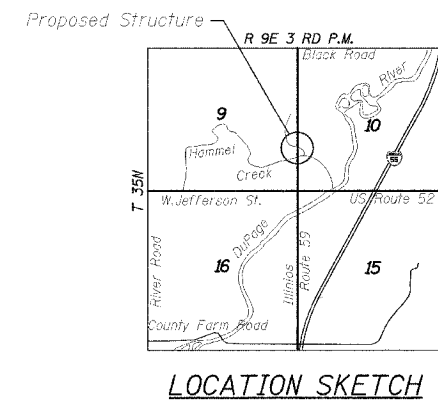 Proposed Structure
R 9E 3 RD P.M.
Black Road
River
9
10
Hammel
Creek
55
T 35N
W.Jefferson St.
US Route 52
DuPage
River Road
16
Illinios
Route 59
15
County Farm Road
LOCATION SKETCH